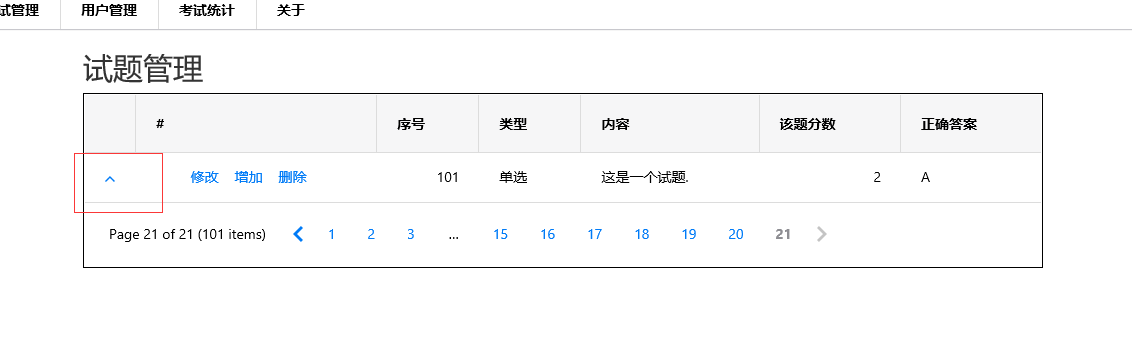 试管理 用户管理 考试统计 关于
试题管理
# 序号 类型 内容 该题分数 正确答案
修改 增加 删除 101 单选 这是一个试题. 2 A
Page 21 of 21 (101 items) 1 2 3 ... 15 16 17 18 19 20 21